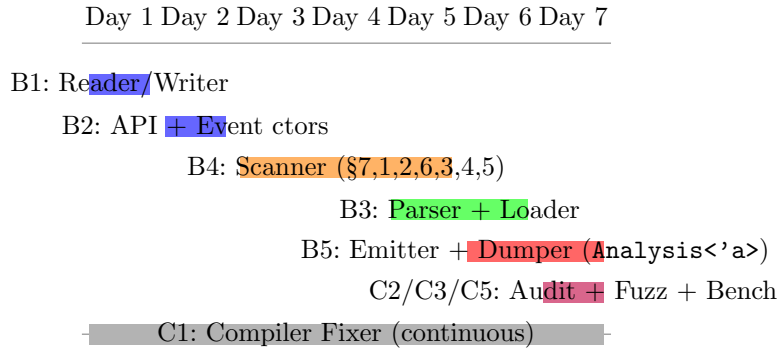 Day 1 Day 2 Day 3 Day 4 Day 5 Day 6 Day 7
B1: Reader/Writer
B2: API + Event ctors
B4: Scanner (§7,1,2,6,3,4,5)
B3: Parser + Loader
B5: Emitter + Dumper (Analysis<'a>)
C2/C3/C5: Audit + Fuzz + Bench
C1: Compiler Fixer (continuous)